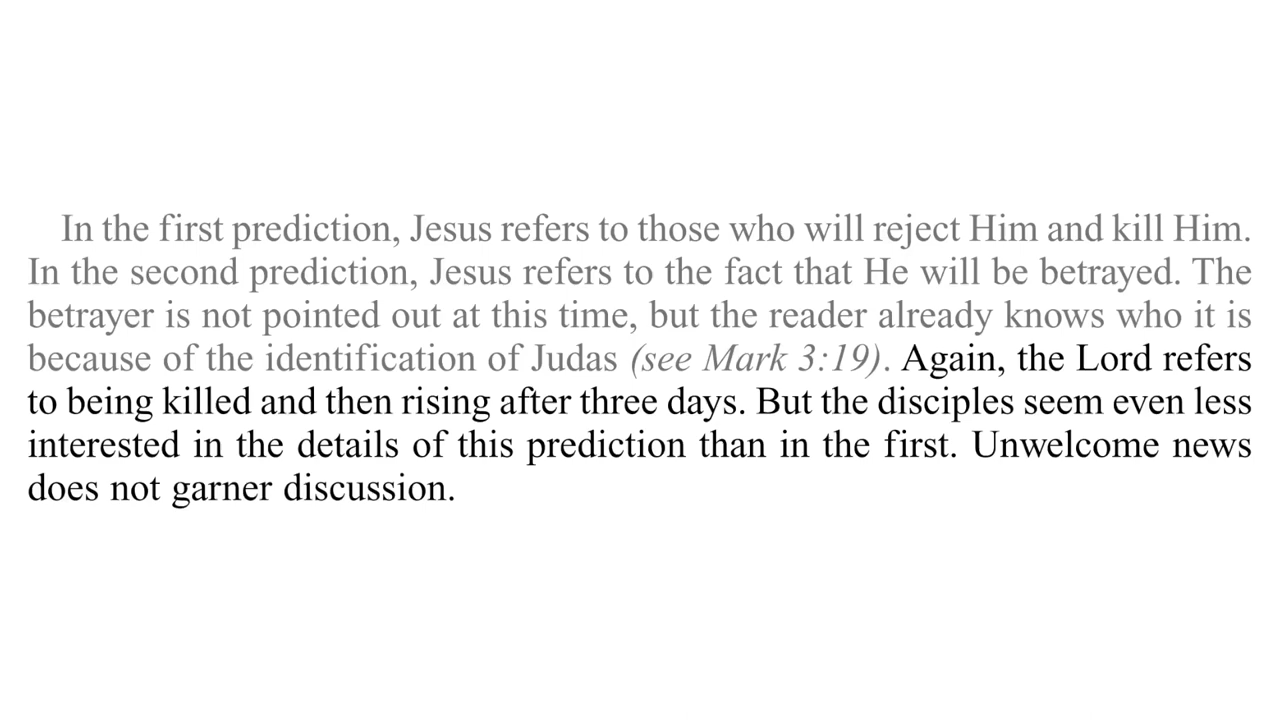 In the first prediction, Jesus refers to those who will reject Him and kill Him.
In the second prediction, Jesus refers to the fact that He will be betrayed. The
betrayer is not pointed out at this time, but the reader already knows who it is
because of the identification of Judas (see Mark 3:19). Again, the Lord refers
to being killed and then rising after three days. But the disciples seem even less
interested in the details of this prediction than in the first. Unwelcome news
does not garner discussion.